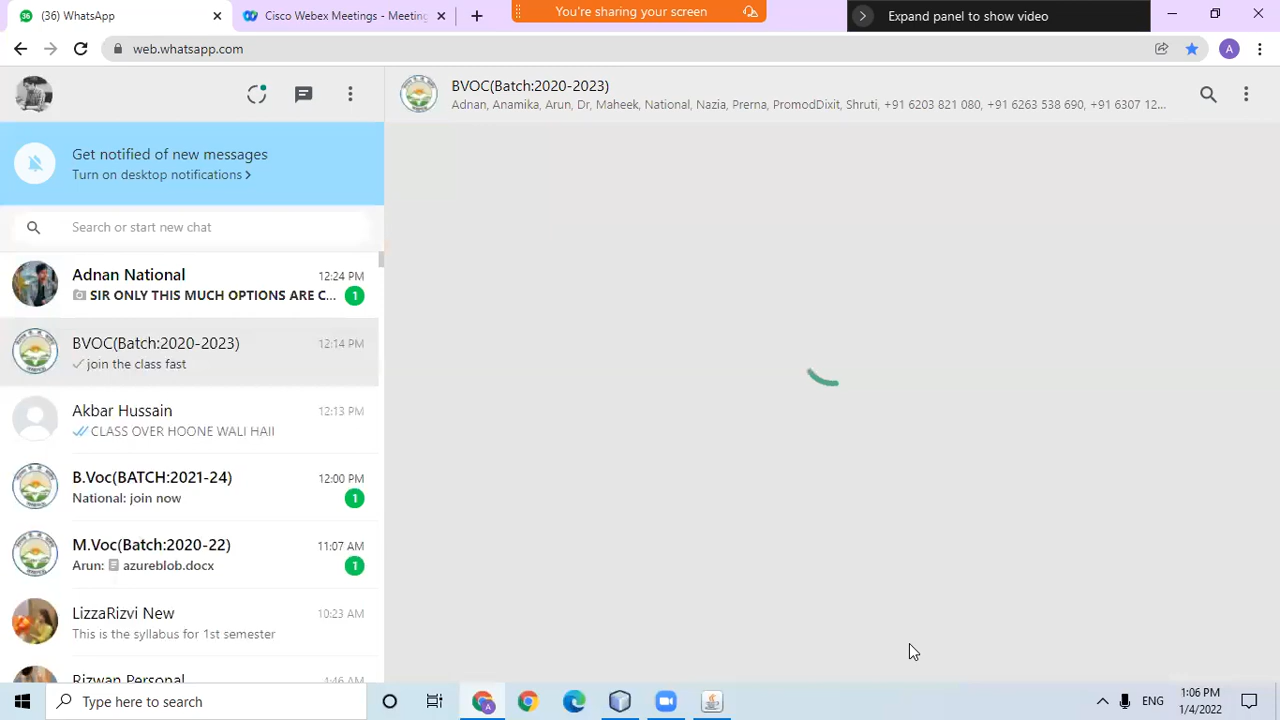 36
(36) WhatsApp
Cisco Webex Meetings - Meeting
You're sharing your screen
Expand panel to show video
web.whatsapp.com
A
BVOC(Batch:2020-2023)
Adnan, Anamika, Arun, Dr, Maheek, National, Nazia, Prerna, PromodDixit, Shruti, +91 6203 821 080, +91 6263 538 690, +91 6307 12...
Get notified of new messages
Turn on desktop notifications >
Search or start new chat
Adnan National 12:24 PM
SIR ONLY THIS MUCH OPTIONS ARE C... 1
BVOC(Batch:2020-2023) 12:14 PM
join the class fast
Akbar Hussain 12:13 PM
CLASS OVER HOONE WALI HAII
B.Voc(BATCH:2021-24) 12:00 PM
National: join now 1
M.Voc(Batch:2020-22) 11:07 AM
Arun: azureblob.docx 1
LizzaRizvi New 10:23 AM
This is the syllabus for 1st semester
Rizwan Personal 4:46 AM
Type here to search
A
ENG
1:06 PM
1/4/2022